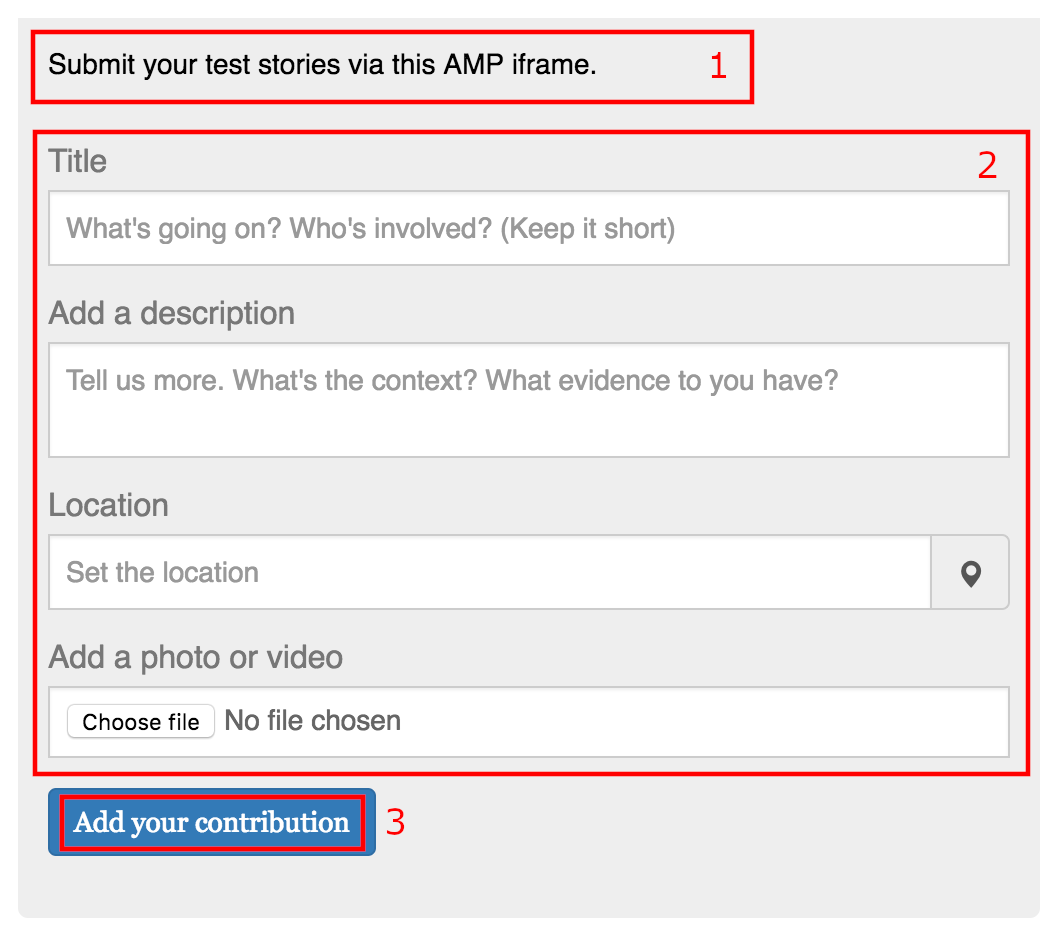 Submit your test stories via this AMP iframe. 1
Title 2
What's going on? Who's involved? (Keep it short)
Add a description
Tell us more. What's the context? What evidence to you have?
Location
Set the location
Add a photo or video
Choose file No file chosen
Add your contribution 3